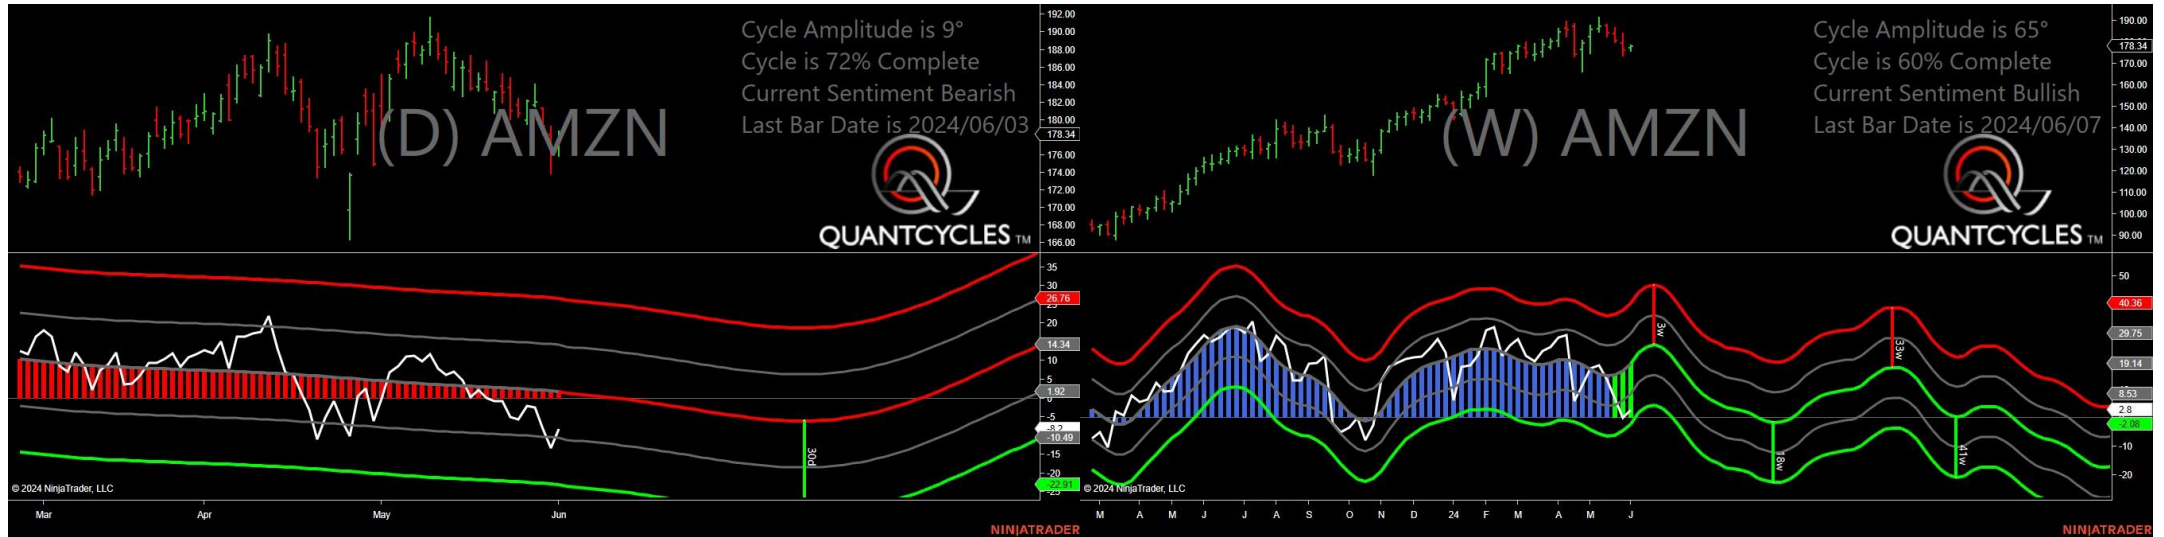 Cycle Amplitude is 9°
Cycle is 72% Complete
Current Sentiment Bearish
Last Bar Date is 2024/06/03
(D) AMZN
QUANTCYCLES TM
192.00
190.00
188.00
186.00
184.00
182.00
180.00
178.34
176.00
174.00
172.00
170.00
168.00
166.00
35
30
26.76
20
14.34
10
5
1.92
0
-5
-8.2
-10.49
-15
-20
-22.91
-25
30d
© 2024 NinjaTrader, LLC
Mar Apr May Jun
NINJATRADER
Cycle Amplitude is 65°
Cycle is 60% Complete
Current Sentiment Bullish
Last Bar Date is 2024/06/07
(W) AMZN
QUANTCYCLES TM
190.00
178.34
170.00
160.00
150.00
140.00
130.00
120.00
110.00
100.00
90.00
50
40.36
29.75
19.14
8.53
2.8
-2.08
-10
-20
3w
18w
33w
41w
© 2024 NinjaTrader, LLC
M A M J J A S O N D 24 F M A M J
NINJATRADER